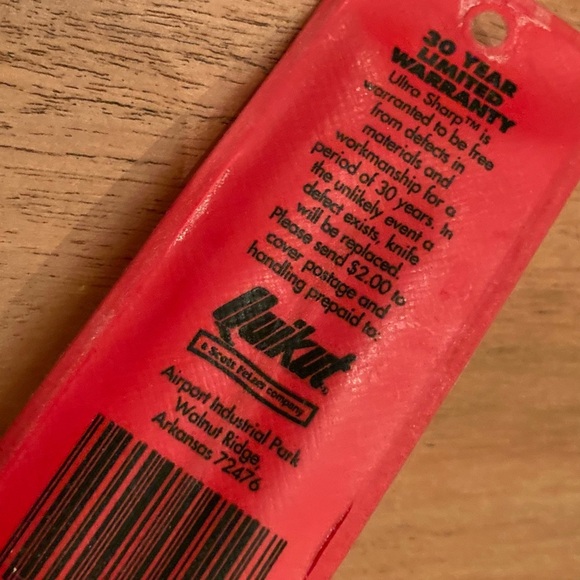 30 YEAR
LIMITED
WARRANTY
Ultra Sharp™ is
warranted to be free
from defects in
materials and
workmanship for a
period of 30 years. In
the unlikely event a
defect exists, knife
will be replaced.
Please send $2.00 to
cover postage and
handling prepaid to:
Quikut®
a Scott Fetzer company
Airport Industrial Park
Walnut Ridge,
Arkansas 72476